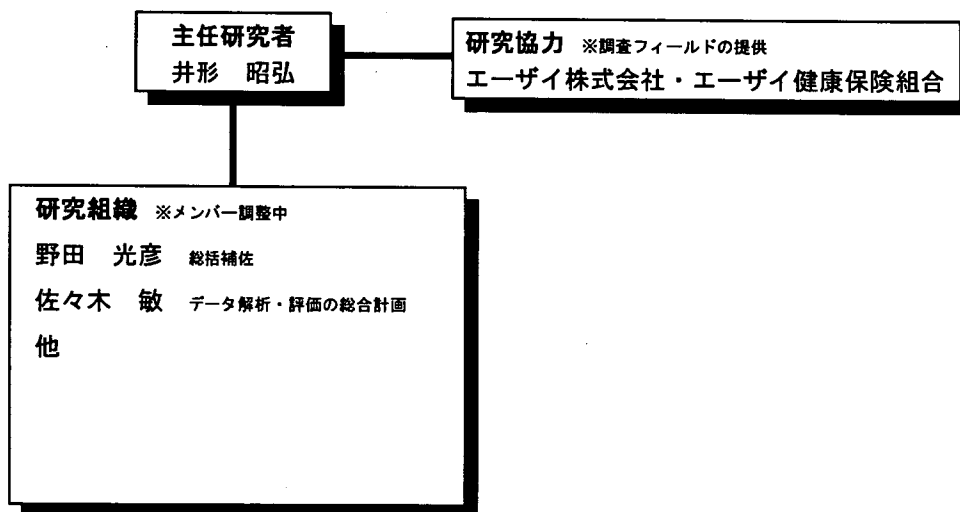 主任研究者
井形 昭弘
研究協力 ※調査フィールドの提供
エーザイ株式会社・エーザイ健康保険組合
研究組織 ※メンバー調整中
野田 光彦 総括補佐
佐々木 敏 データ解析・評価の総合計画
他